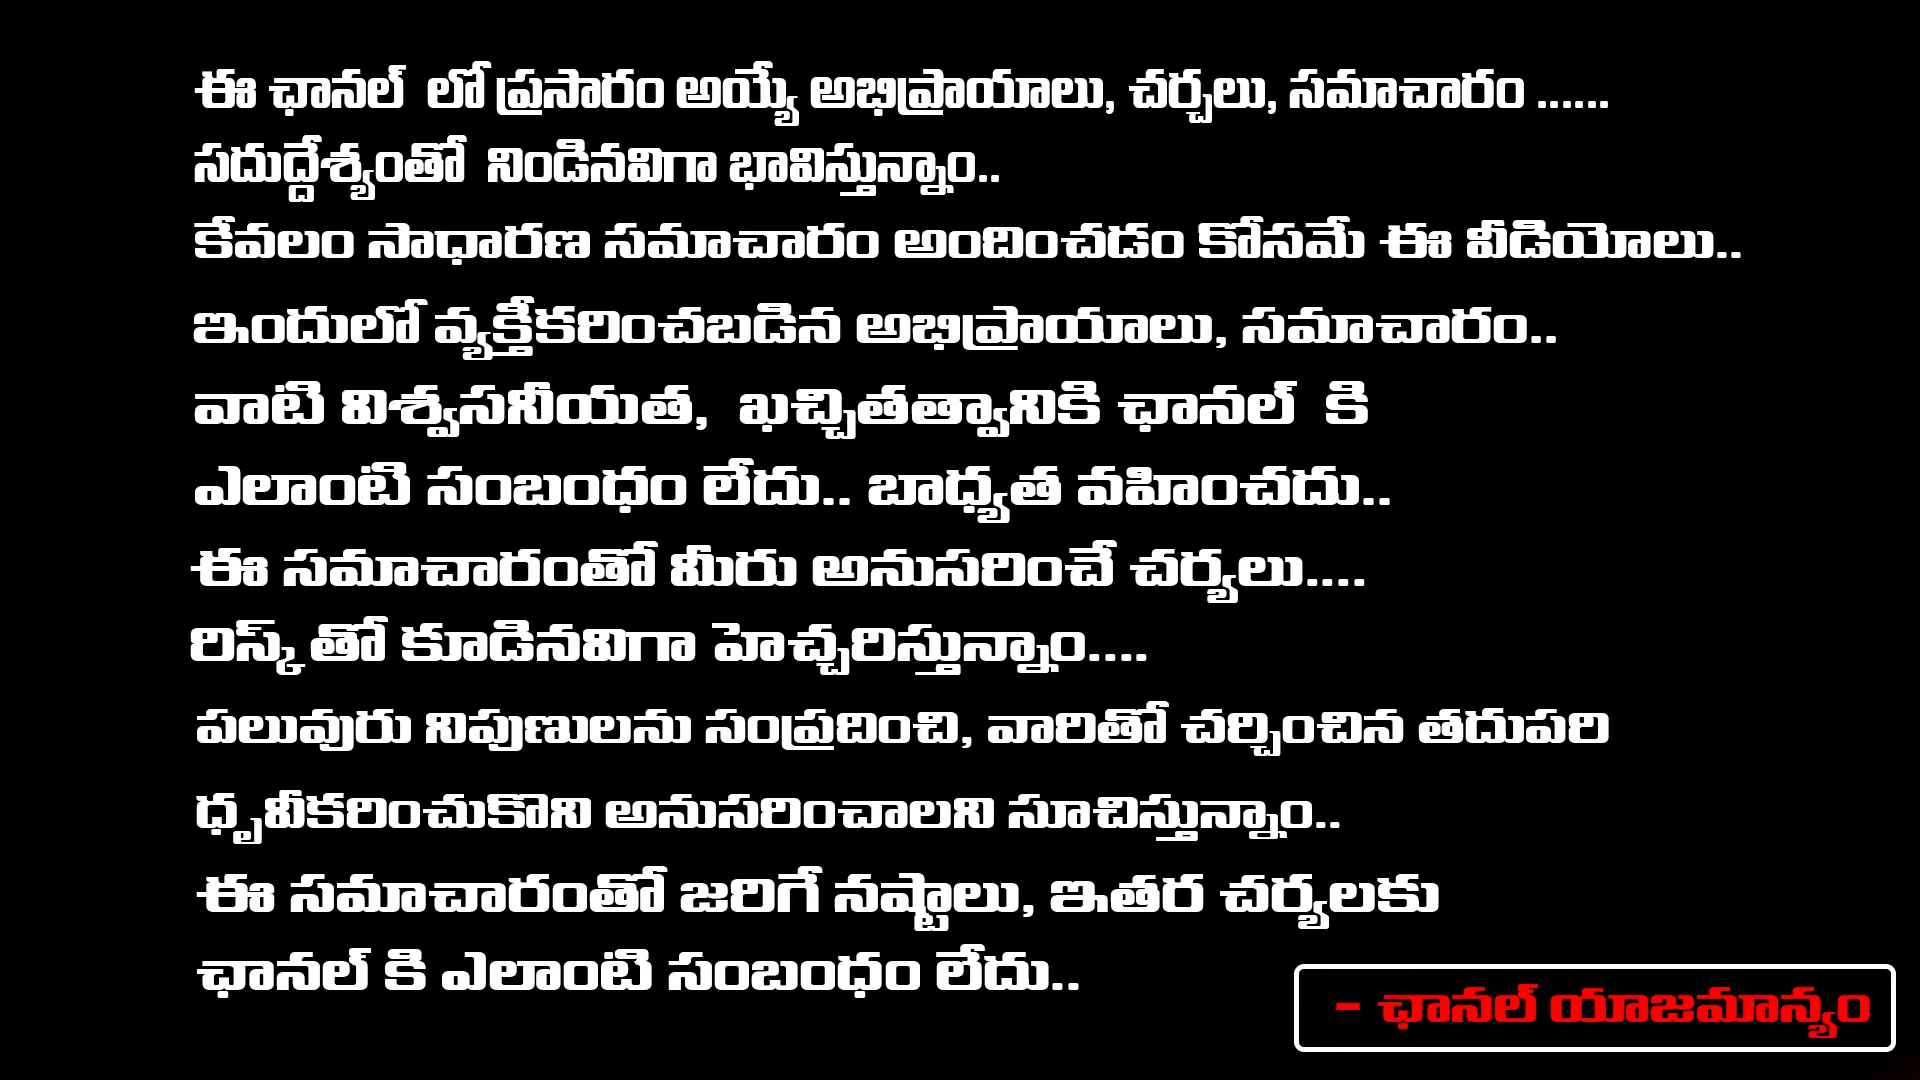 ఈ ఛానల్ లో ప్రసారం అయ్యే అభిప్రాయాలు, చర్చలు, సమాచారం ......
సదుద్దేశ్యంతో నిండినవిగా భావిస్తున్నాం..
కేవలం సాధారణ సమాచారం అందించడం కోసమే ఈ వీడియోలు..
ఇందులో వ్యక్తీకరించబడిన అభిప్రాయాలు, సమాచారం..
వాటి విశ్వసనీయత, ఖచ్చితత్వానికి ఛానల్ కి
ఎలాంటి సంబంధం లేదు.. బాధ్యత వహించదు..
ఈ సమాచారంతో మీరు అనుసరించే చర్యలు....
రిస్క్ తో కూడినవిగా హెచ్చరిస్తున్నాం....
పలువురు నిపుణులను సంప్రదించి, వారితో చర్చించిన తదుపరి
ధృవీకరించుకొని అనుసరించాలని సూచిస్తున్నాం..
ఈ సమాచారంతో జరిగే నష్టాలు, ఇతర చర్యలకు
ఛానల్ కి ఎలాంటి సంబంధం లేదు..
- ఛానల్ యాజమాన్యం